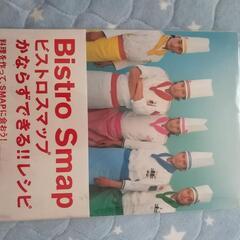 Bistro Smap
ビストロスマップ
かならずできる!!レシピ
料理を作って、SMAPに会おう!